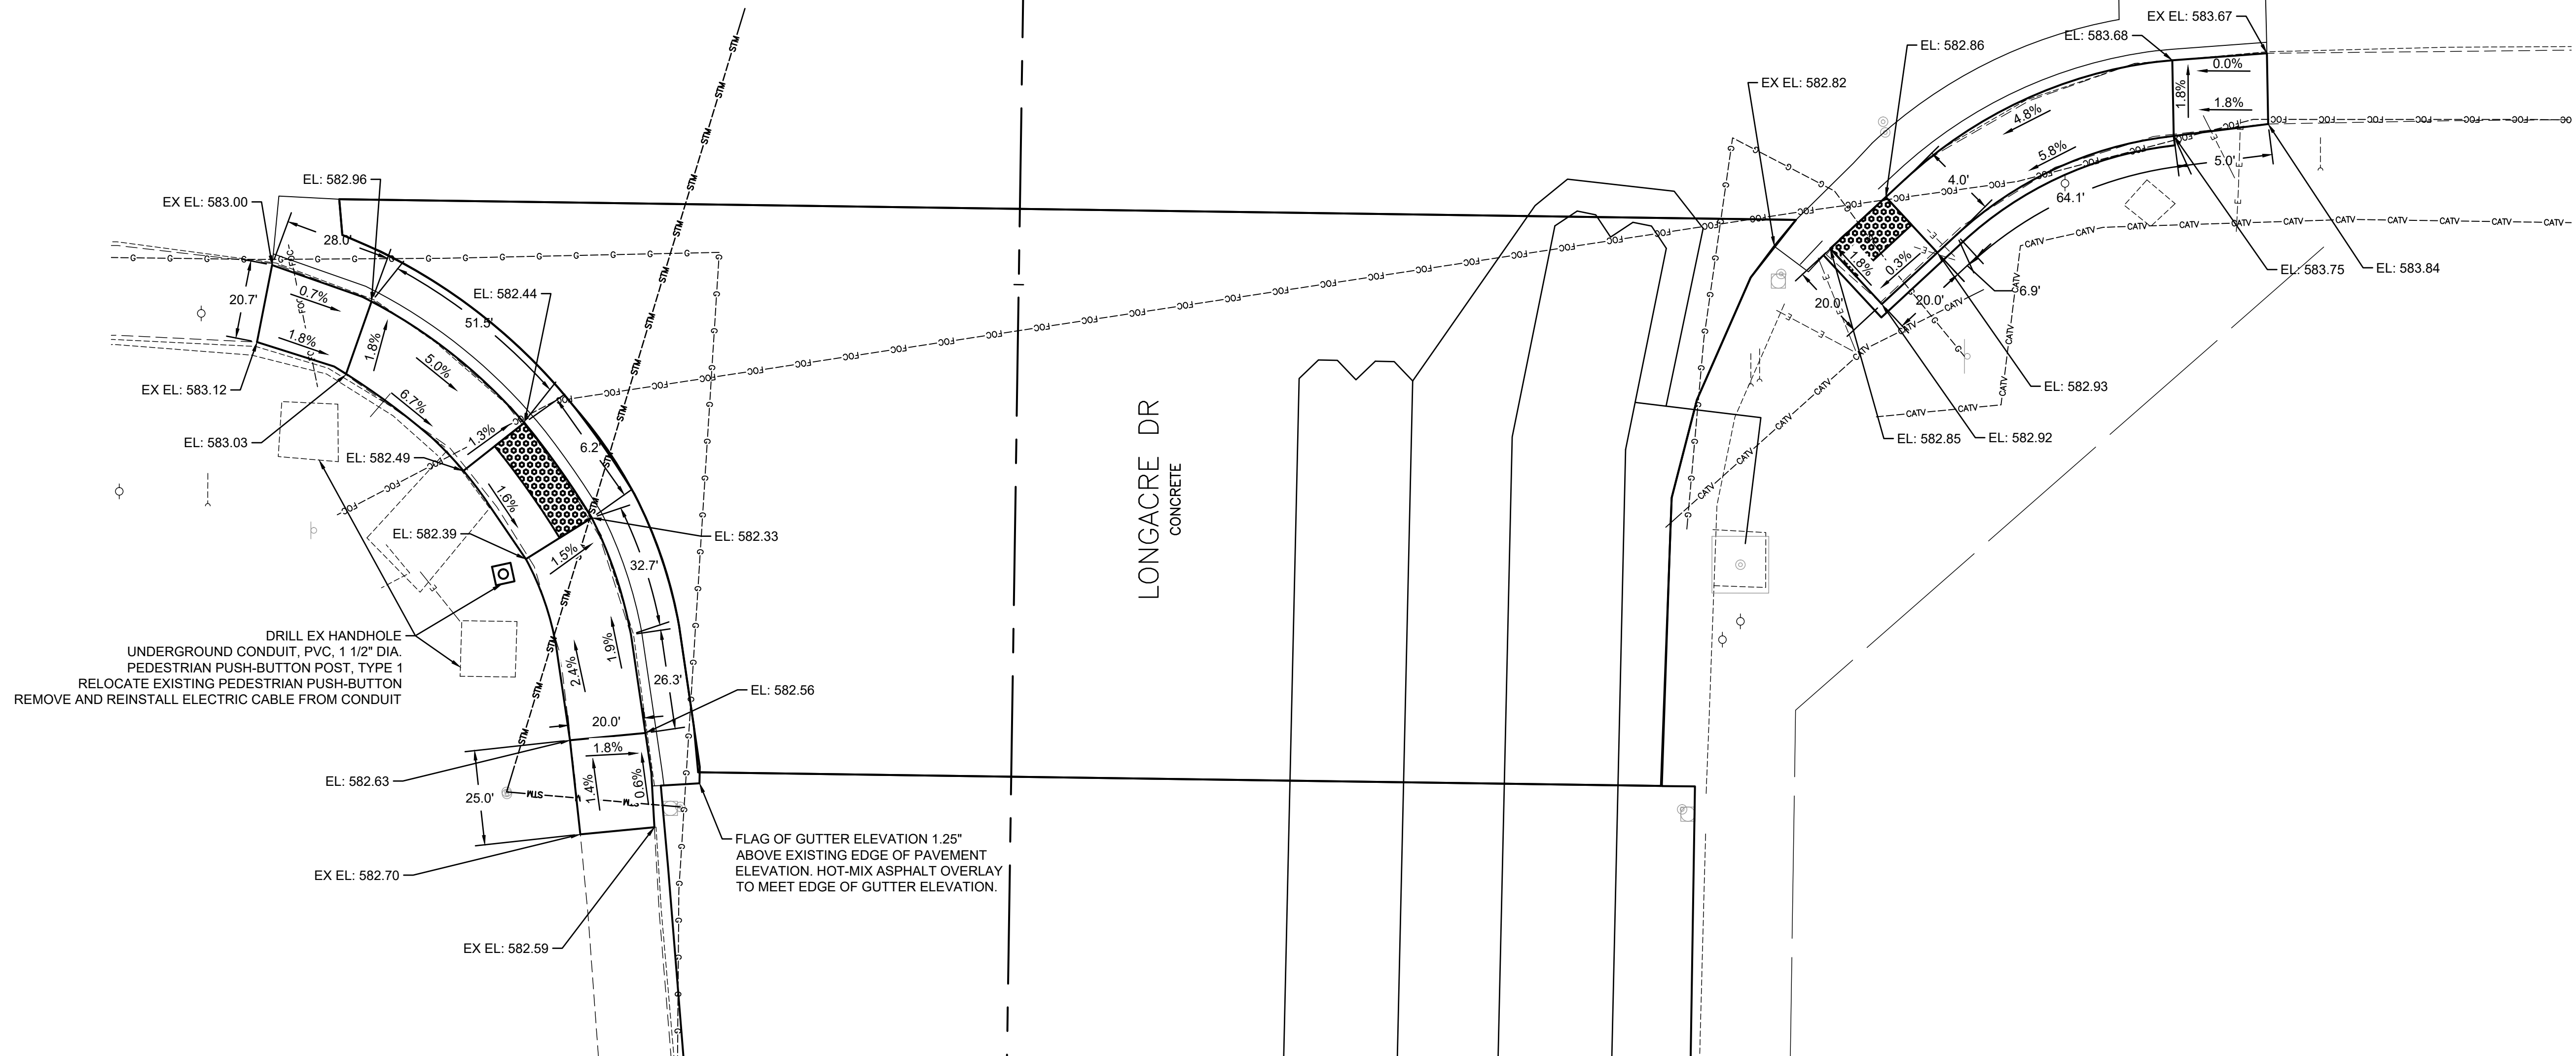 EX EL: 583.67
EL: 583.68
EL: 582.86
EX EL: 582.82
0.0%
1.8%
1.8%
4.8%
5.8%
5.0'
4.0'
64.1'
EL: 583.75
EL: 583.84
1.8%
0.3%
20.0'
20.0'
6.9'
EL: 582.93
EL: 582.85
EL: 582.92
EL: 582.96
EX EL: 583.00
28.0'
20.7'
0.7%
1.8%
1.8%
EL: 582.44
51.5'
5.0%
6.7%
EX EL: 583.12
EL: 583.03
EL: 582.49
1.3%
6.2'
1.6%
EL: 582.39
1.5%
EL: 582.33
32.7'
LONGACRE DR
CONCRETE
DRILL EX HANDHOLE
UNDERGROUND CONDUIT, PVC, 1 1/2" DIA.
PEDESTRIAN PUSH-BUTTON POST, TYPE 1
RELOCATE EXISTING PEDESTRIAN PUSH-BUTTON
REMOVE AND REINSTALL ELECTRIC CABLE FROM CONDUIT
2.4%
1.9%
26.3'
EL: 582.56
20.0'
1.8%
EL: 582.63
25.0'
1.4%
0.6%
FLAG OF GUTTER ELEVATION 1.25"
ABOVE EXISTING EDGE OF PAVEMENT
ELEVATION. HOT-MIX ASPHALT OVERLAY
TO MEET EDGE OF GUTTER ELEVATION.
EX EL: 582.70
EX EL: 582.59
STM
FOC
G
E
CATV